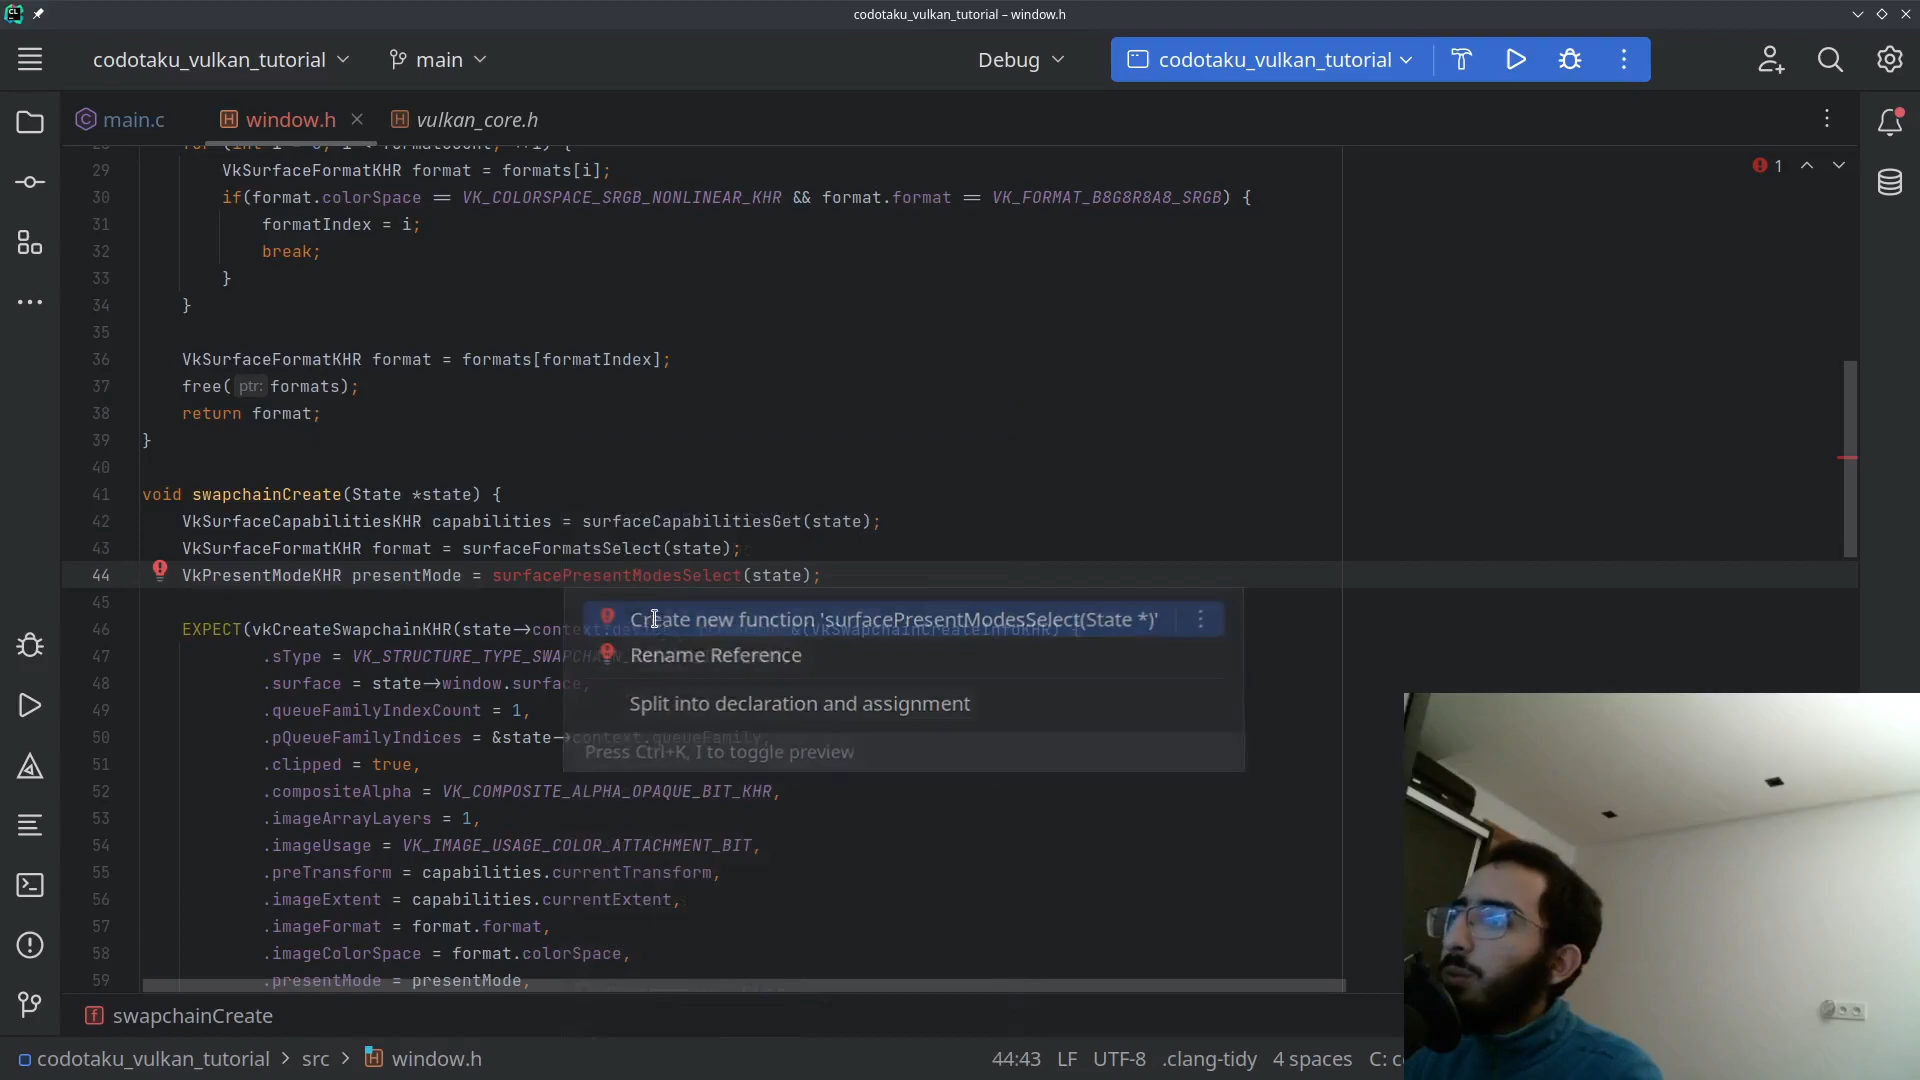 codotaku_vulkan_tutorial – window.h
codotaku_vulkan_tutorial main Debug codotaku_vulkan_tutorial
main.c window.h vulkan_core.h
29 VkSurfaceFormatKHR format = formats[i];
1
30 if(format.colorSpace == VK_COLORSPACE_SRGB_NONLINEAR_KHR && format.format == VK_FORMAT_B8G8R8A8_SRGB) {
31 formatIndex = i;
32 break;
33 }
34 }
35
36 VkSurfaceFormatKHR format = formats[formatIndex];
37 free( ptr: formats);
38 return format;
39 }
40
41 void swapchainCreate(State *state) {
42 VkSurfaceCapabilitiesKHR capabilities = surfaceCapabilitiesGet(state);
43 VkSurfaceFormatKHR format = surfaceFormatsSelect(state);
44 VkPresentModeKHR presentMode = surfacePresentModesSelect(state);
45
Create new function 'surfacePresentModesSelect(State *)'
46 EXPECT(vkCreateSwapchainKHR(state->context.device,
Rename Reference
47 .sType = VK_STRUCTURE_TYPE_SWAPCHAIN
48 .surface = state->window.surface,
Split into declaration and assignment
49 .queueFamilyIndexCount = 1,
50 .pQueueFamilyIndices = &state->context.queueFamily,
Press Ctrl+K, I to toggle preview
51 .clipped = true,
52 .compositeAlpha = VK_COMPOSITE_ALPHA_OPAQUE_BIT_KHR,
53 .imageArrayLayers = 1,
54 .imageUsage = VK_IMAGE_USAGE_COLOR_ATTACHMENT_BIT,
55 .preTransform = capabilities.currentTransform,
56 .imageExtent = capabilities.currentExtent,
57 .imageFormat = format.format,
58 .imageColorSpace = format.colorSpace,
59 .presentMode = presentMode,
swapchainCreate
codotaku_vulkan_tutorial > src > window.h 44:43 LF UTF-8 .clang-tidy 4 spaces